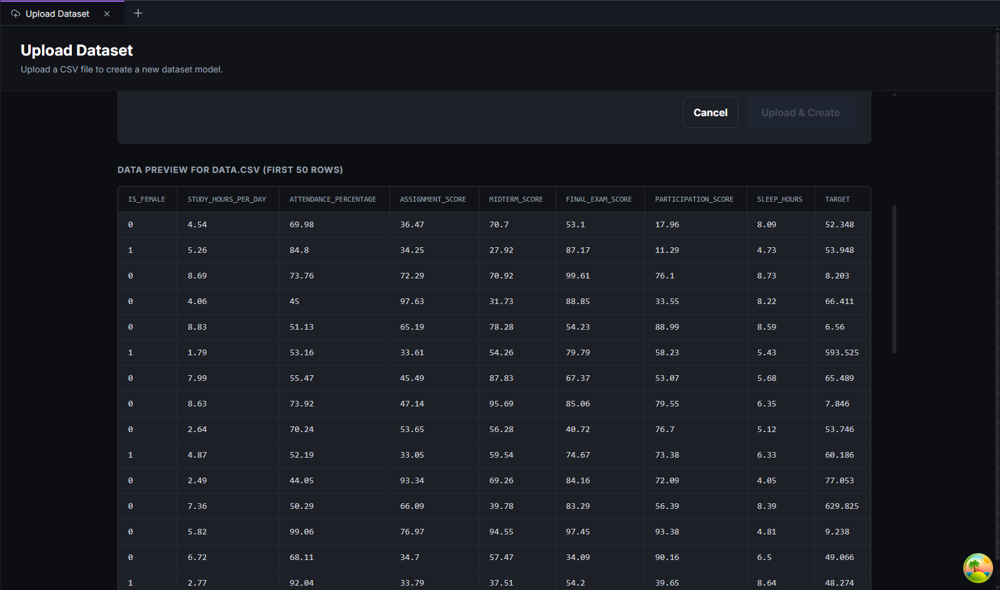 Upload Dataset
Upload Dataset
Upload a CSV file to create a new dataset model.
Cancel Upload & Create
DATA PREVIEW FOR DATA.CSV (FIRST 50 ROWS)
IS_FEMALE STUDY_HOURS_PER_DAY ATTENDANCE_PERCENTAGE ASSIGNMENT_SCORE MIDTERM_SCORE FINAL_EXAM_SCORE PARTICIPATION_SCORE SLEEP_HOURS TARGET
0 4.54 69.98 36.47 70.7 53.1 17.96 8.09 52.348
1 5.26 84.8 34.25 27.92 87.17 11.29 4.73 53.948
0 8.69 73.76 72.29 70.92 99.61 76.1 8.73 8.203
0 4.06 45 97.63 31.73 88.85 33.55 8.22 66.411
0 8.83 51.13 65.19 78.28 54.23 88.99 8.59 6.56
1 1.79 53.16 33.61 54.26 79.79 58.23 5.43 593.525
0 7.99 55.47 45.49 87.83 67.37 53.07 5.68 65.489
0 8.63 73.92 47.14 95.69 85.06 79.55 6.35 7.846
0 2.64 70.24 53.65 56.28 40.72 76.7 5.12 53.746
1 4.87 52.19 33.05 59.54 74.67 73.38 6.33 60.186
0 2.49 44.05 93.34 69.26 84.16 72.09 4.05 77.053
0 7.36 50.29 66.09 39.78 83.29 56.39 8.39 629.825
0 5.82 99.06 76.97 94.55 97.45 93.38 4.81 9.238
0 6.72 68.11 34.7 57.47 34.09 90.16 6.5 49.066
1 2.77 92.04 33.79 37.51 54.2 39.65 8.64 48.274